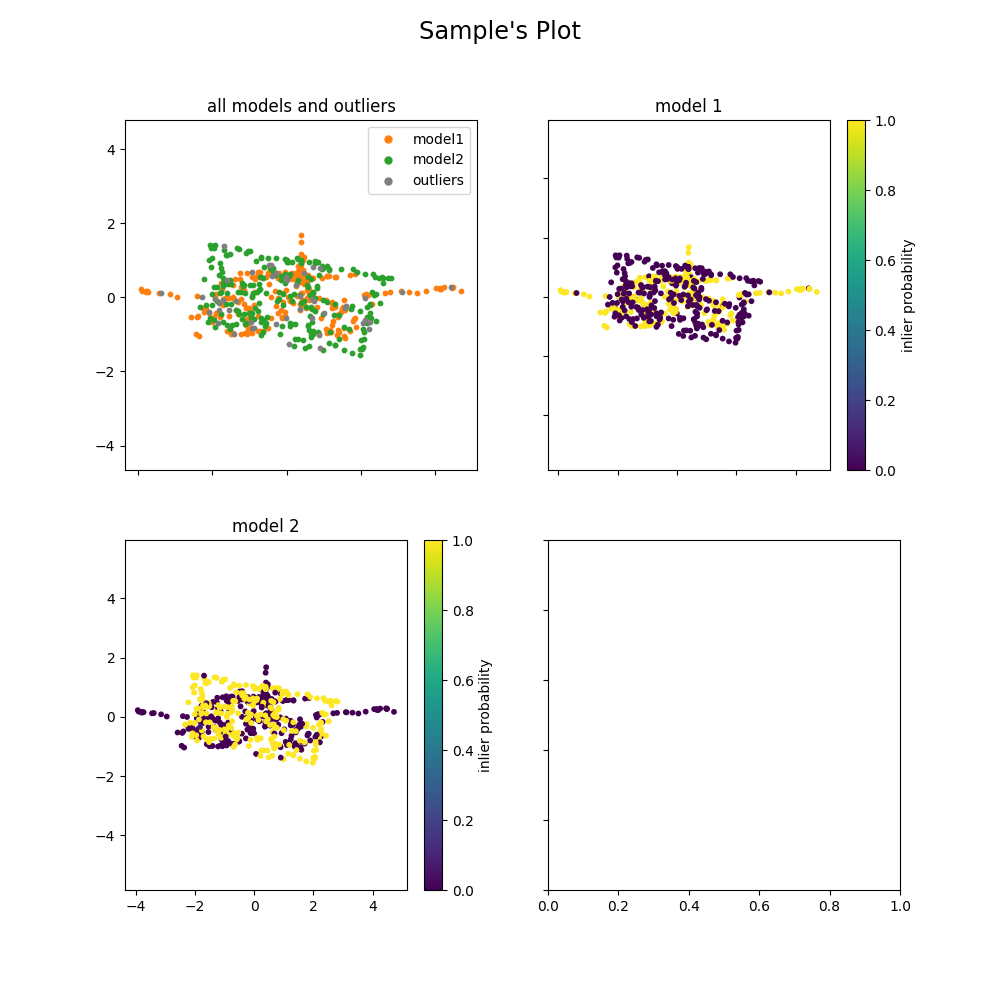 Sample's Plot
all models and outliers
4
2
0
−2
−4
model1
model2
outliers
model 1
1.0
0.8
0.6
0.4
0.2
0.0
inlier probability
model 2
4
2
0
−2
−4
−4 −2 0 2 4
1.0
0.8
0.6
0.4
0.2
0.0
inlier probability
0.0 0.2 0.4 0.6 0.8 1.0